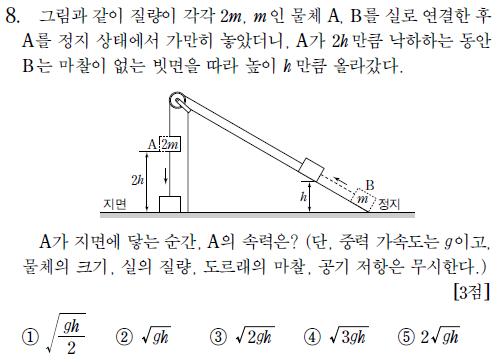 8. 그림과 같이 질량이 각각 2m, m인 물체 A, B를 실로 연결한 후
A를 정지 상태에서 가만히 놓았더니, A가 2h만큼 낙하하는 동안
B는 마찰이 없는 빗면을 따라 높이 h만큼 올라갔다.
A 2m
2h
B
h
m
지면
정지
A가 지면에 닿는 순간, A의 속력은? (단, 중력 가속도는 g이고,
물체의 크기, 실의 질량, 도르래의 마찰, 공기 저항은 무시한다.)
[3점]
① √(gh/2) ② √gh ③ √2gh ④ √3gh ⑤ 2√gh